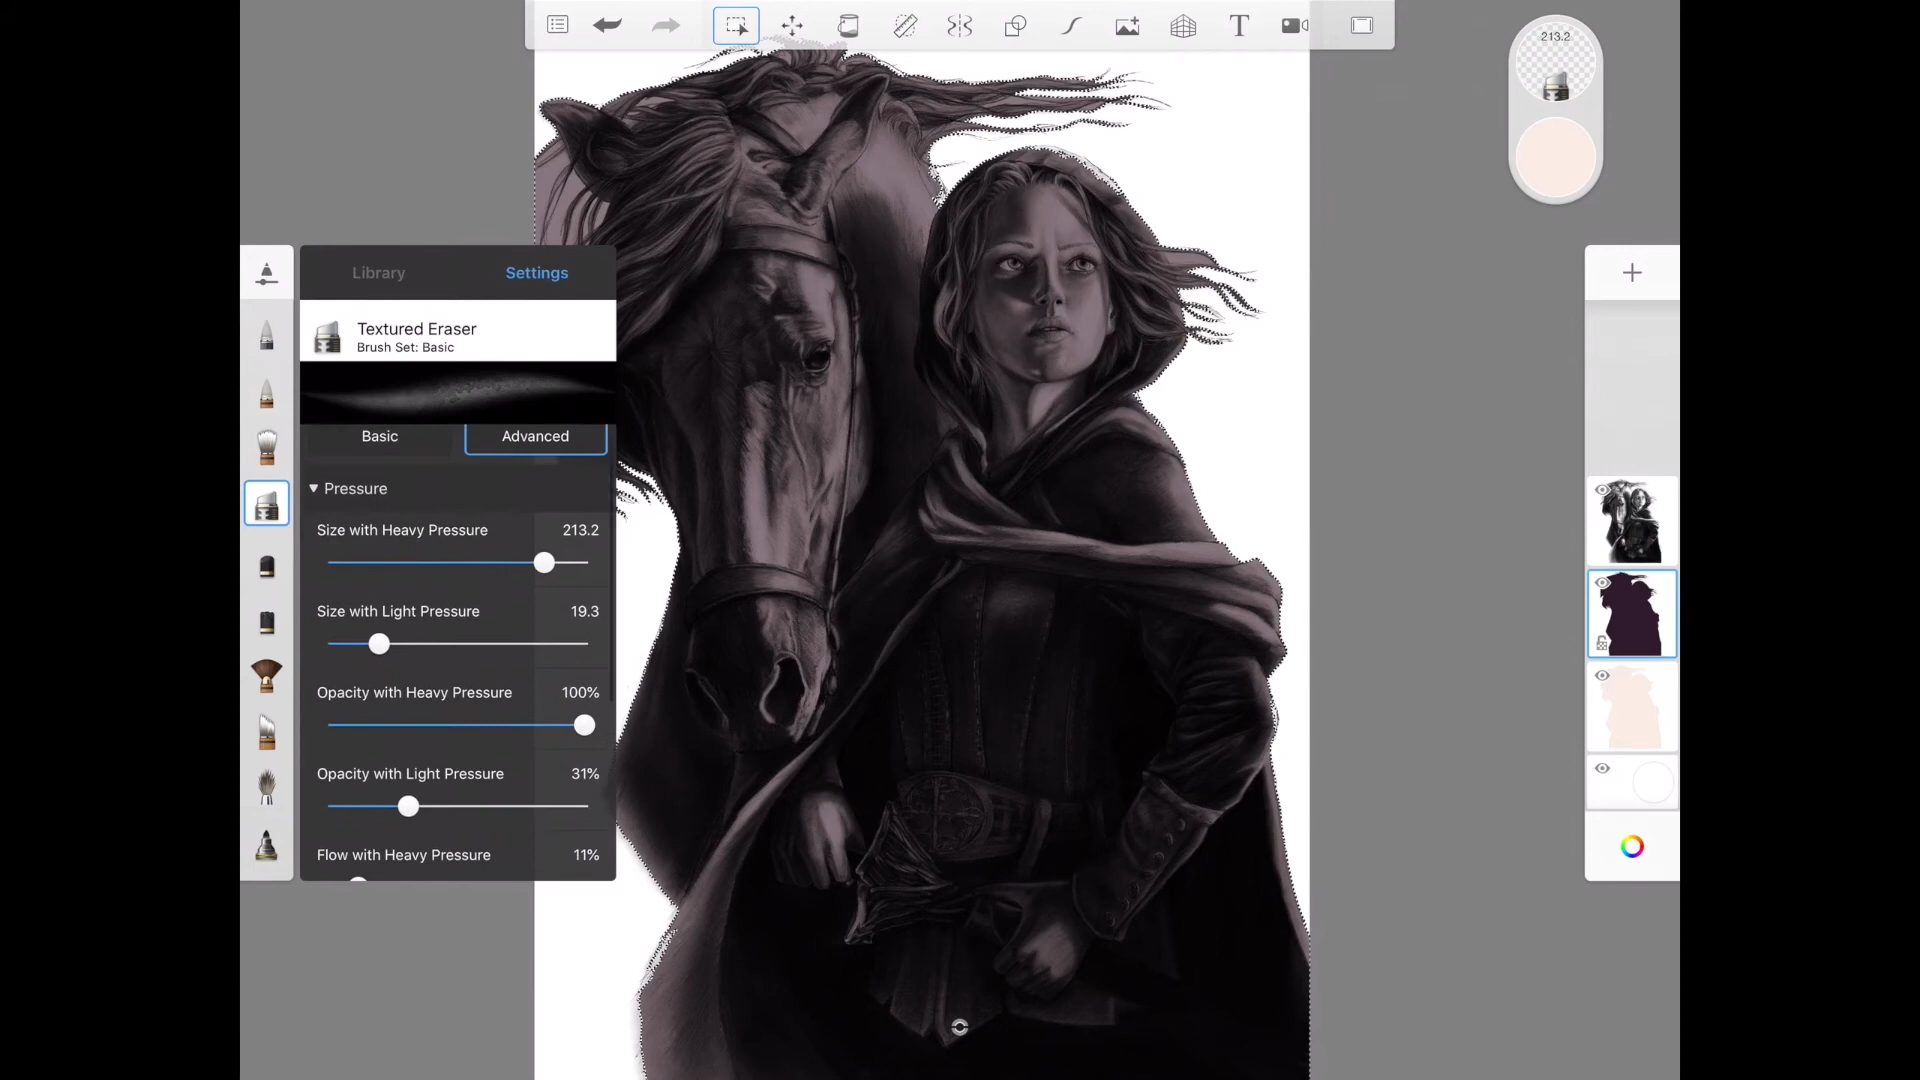 T
213.2
Library
Settings
Textured Eraser
Brush Set: Basic
Basic
Advanced
Pressure
Size with Heavy Pressure 213.2
Size with Light Pressure 19.3
Opacity with Heavy Pressure 100%
Opacity with Light Pressure 31%
Flow with Heavy Pressure 11%